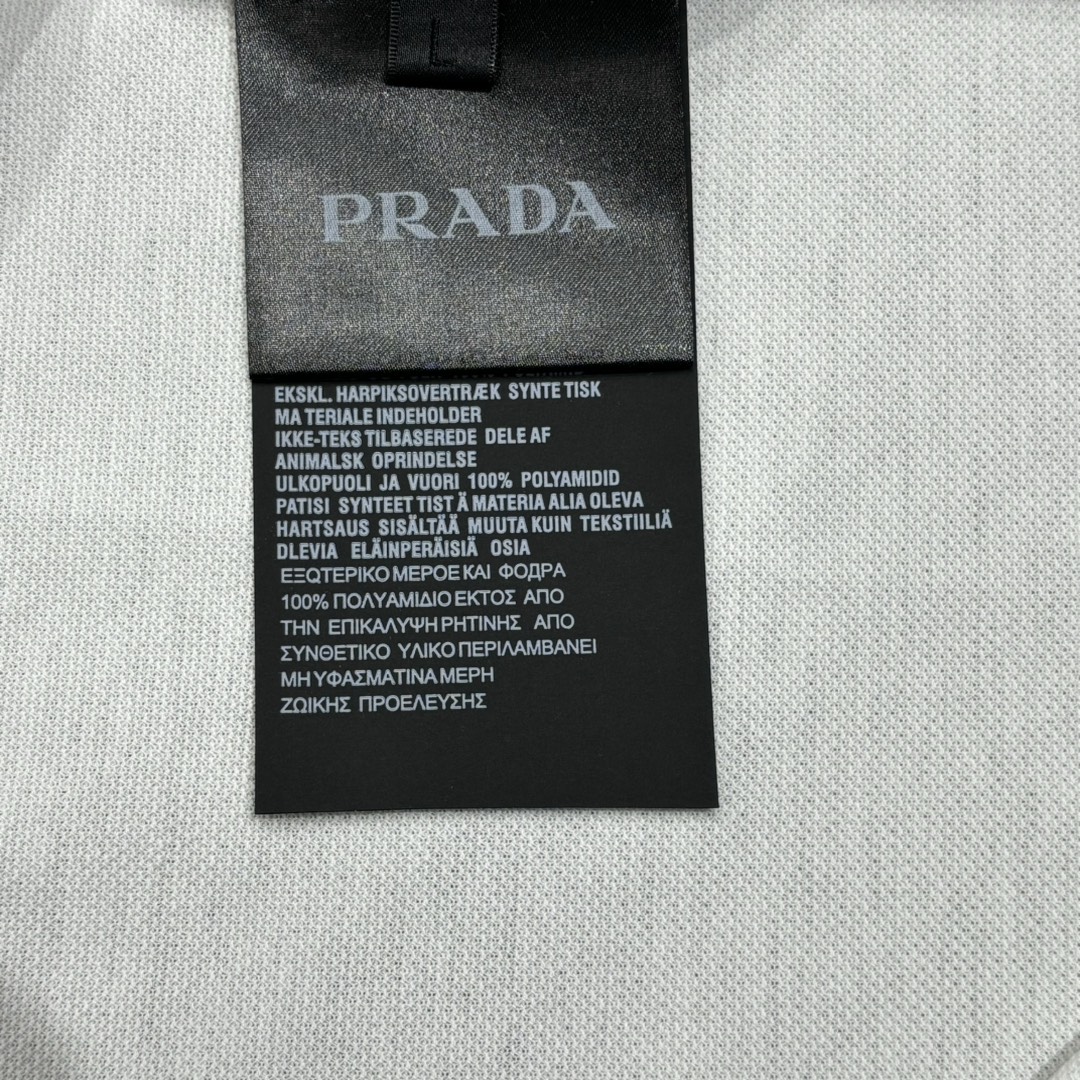 L
PRADA
EKSKL. HARPIKSOVERTRÆK SYNTE TISK
MA TERIALE INDEHOLDER
IKKE-TEKS TILBASEREDE DELE AF
ANIMALSK OPRINDELSE
ULKOPUOLI JA VUORI 100% POLYAMIDID
PATISI SYNTEET TIST Ä MATERIA ALIA OLEVA
HARTSAUS SISÄLTÄÄ MUUTA KUIN TEKSTIILIÄ
DLEVIA ELÄINPERÄISIÄ OSIA
ΕΞΩΤΕΡΙΚΟ ΜΕΡΟΕ ΚΑΙ ΦΟДΡΑ
100% ΠΟΛΥΑΜΙΔΙΟ ΕΚΤΟΣ ΑΠΟ
ΤΗΝ ΕΠΙΚΑΛΥΨΗ ΡΗΤΙΝΗΣ ΑΠΟ
ΣΥΝΘΕΤΙΚΟ ΥΛΙΚΟ ΠΕΡΙΛΑΜΒΑΝΕΙ
ΜΗ ΥΦΑΣΜΑΤΙΝΑ ΜΕΡΗ
ΖΩΙΚΗΣ ΠΡΟΕΛΕΥΣΗΣ